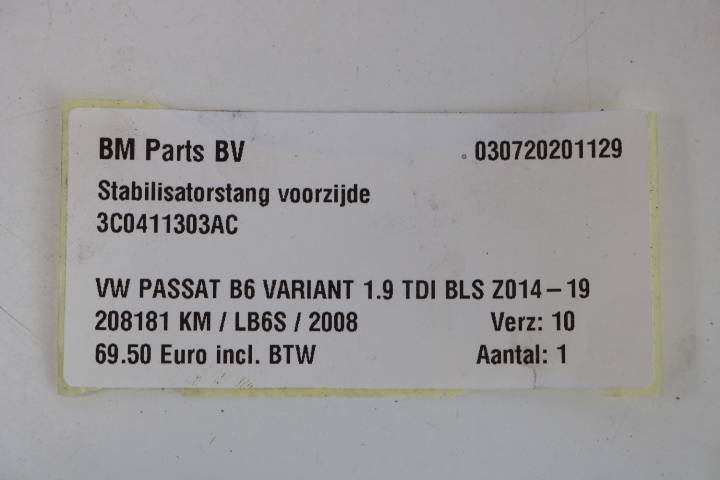 BM Parts BV 030720201129
Stabilisatorstang voorzijde
3C0411303AC
VW PASSAT B6 VARIANT 1.9 TDI BLS Z014-19
208181 KM / LB6S / 2008 Verz: 10
69.50 Euro incl. BTW Aantal: 1